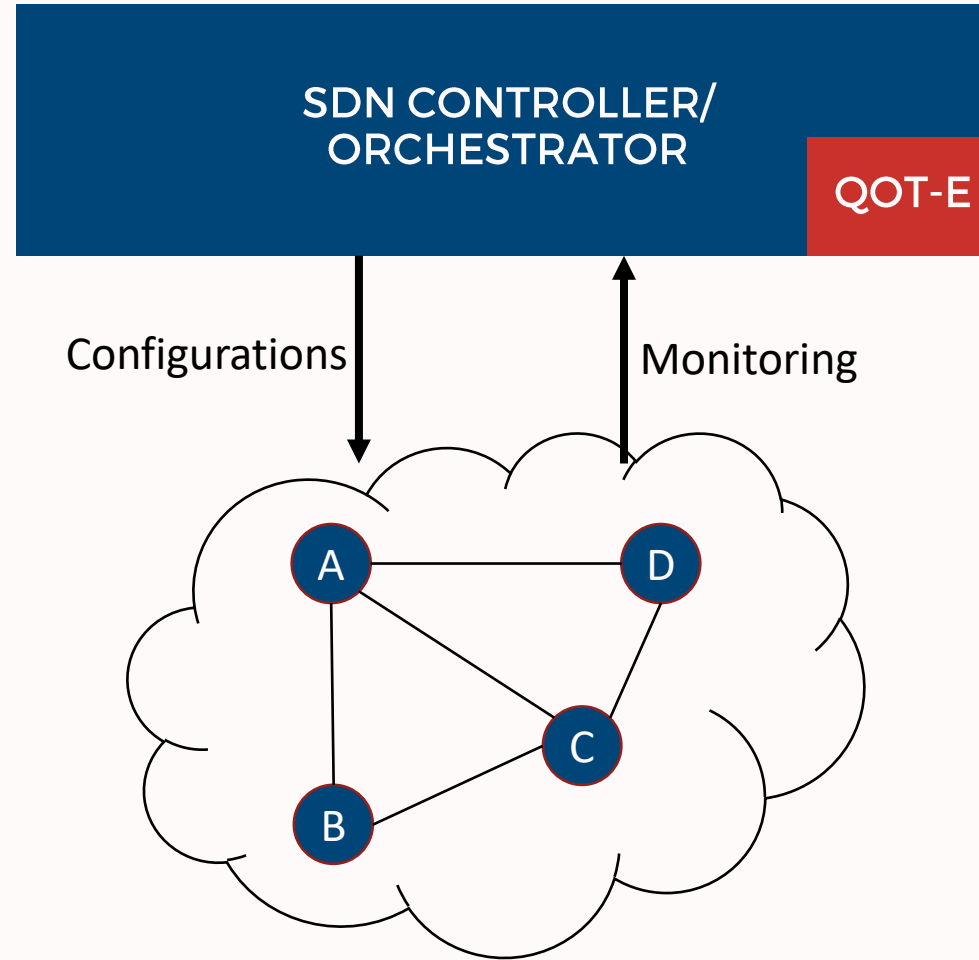 SDN CONTROLLER/
ORCHESTRATOR
QOT-E
Configurations
Monitoring
A
D
C
B